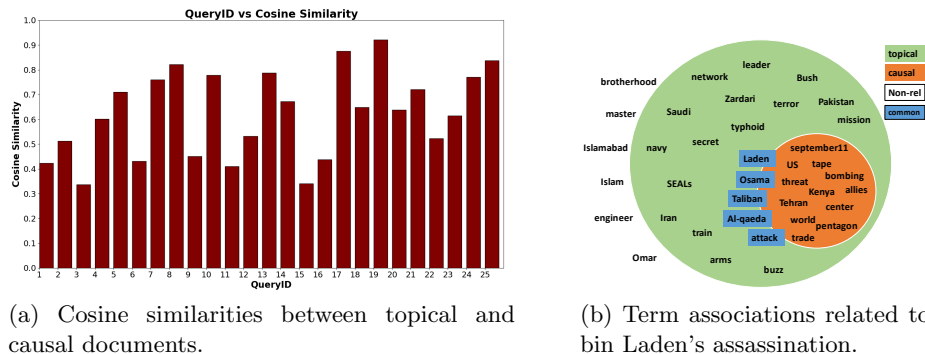 QueryID vs Cosine Similarity
1.0
0.9
0.8
0.7
0.6
0.5
0.4
0.3
0.2
0.1
0.0
Cosine Similarity
1 2 3 4 5 6 7 8 9 10 11 12 13 14 15 16 17 18 19 20 21 22 23 24 25
QueryID
(a) Cosine similarities between topical and
causal documents.
topical
causal
Non-rel
common
leader
network
Bush
brotherhood
Zardari
terror
Pakistan
master
Saudi
mission
typhoid
Islamabad
navy
secret
september11
Laden
US
tape
bombing
Islam
SEALs
Osama
threat
Kenya
allies
Taliban
Tehran
center
engineer
Iran
Al-qaeda
world
pentagon
train
attack
trade
Omar
arms
buzz
(b) Term associations related to
bin Laden's assassination.